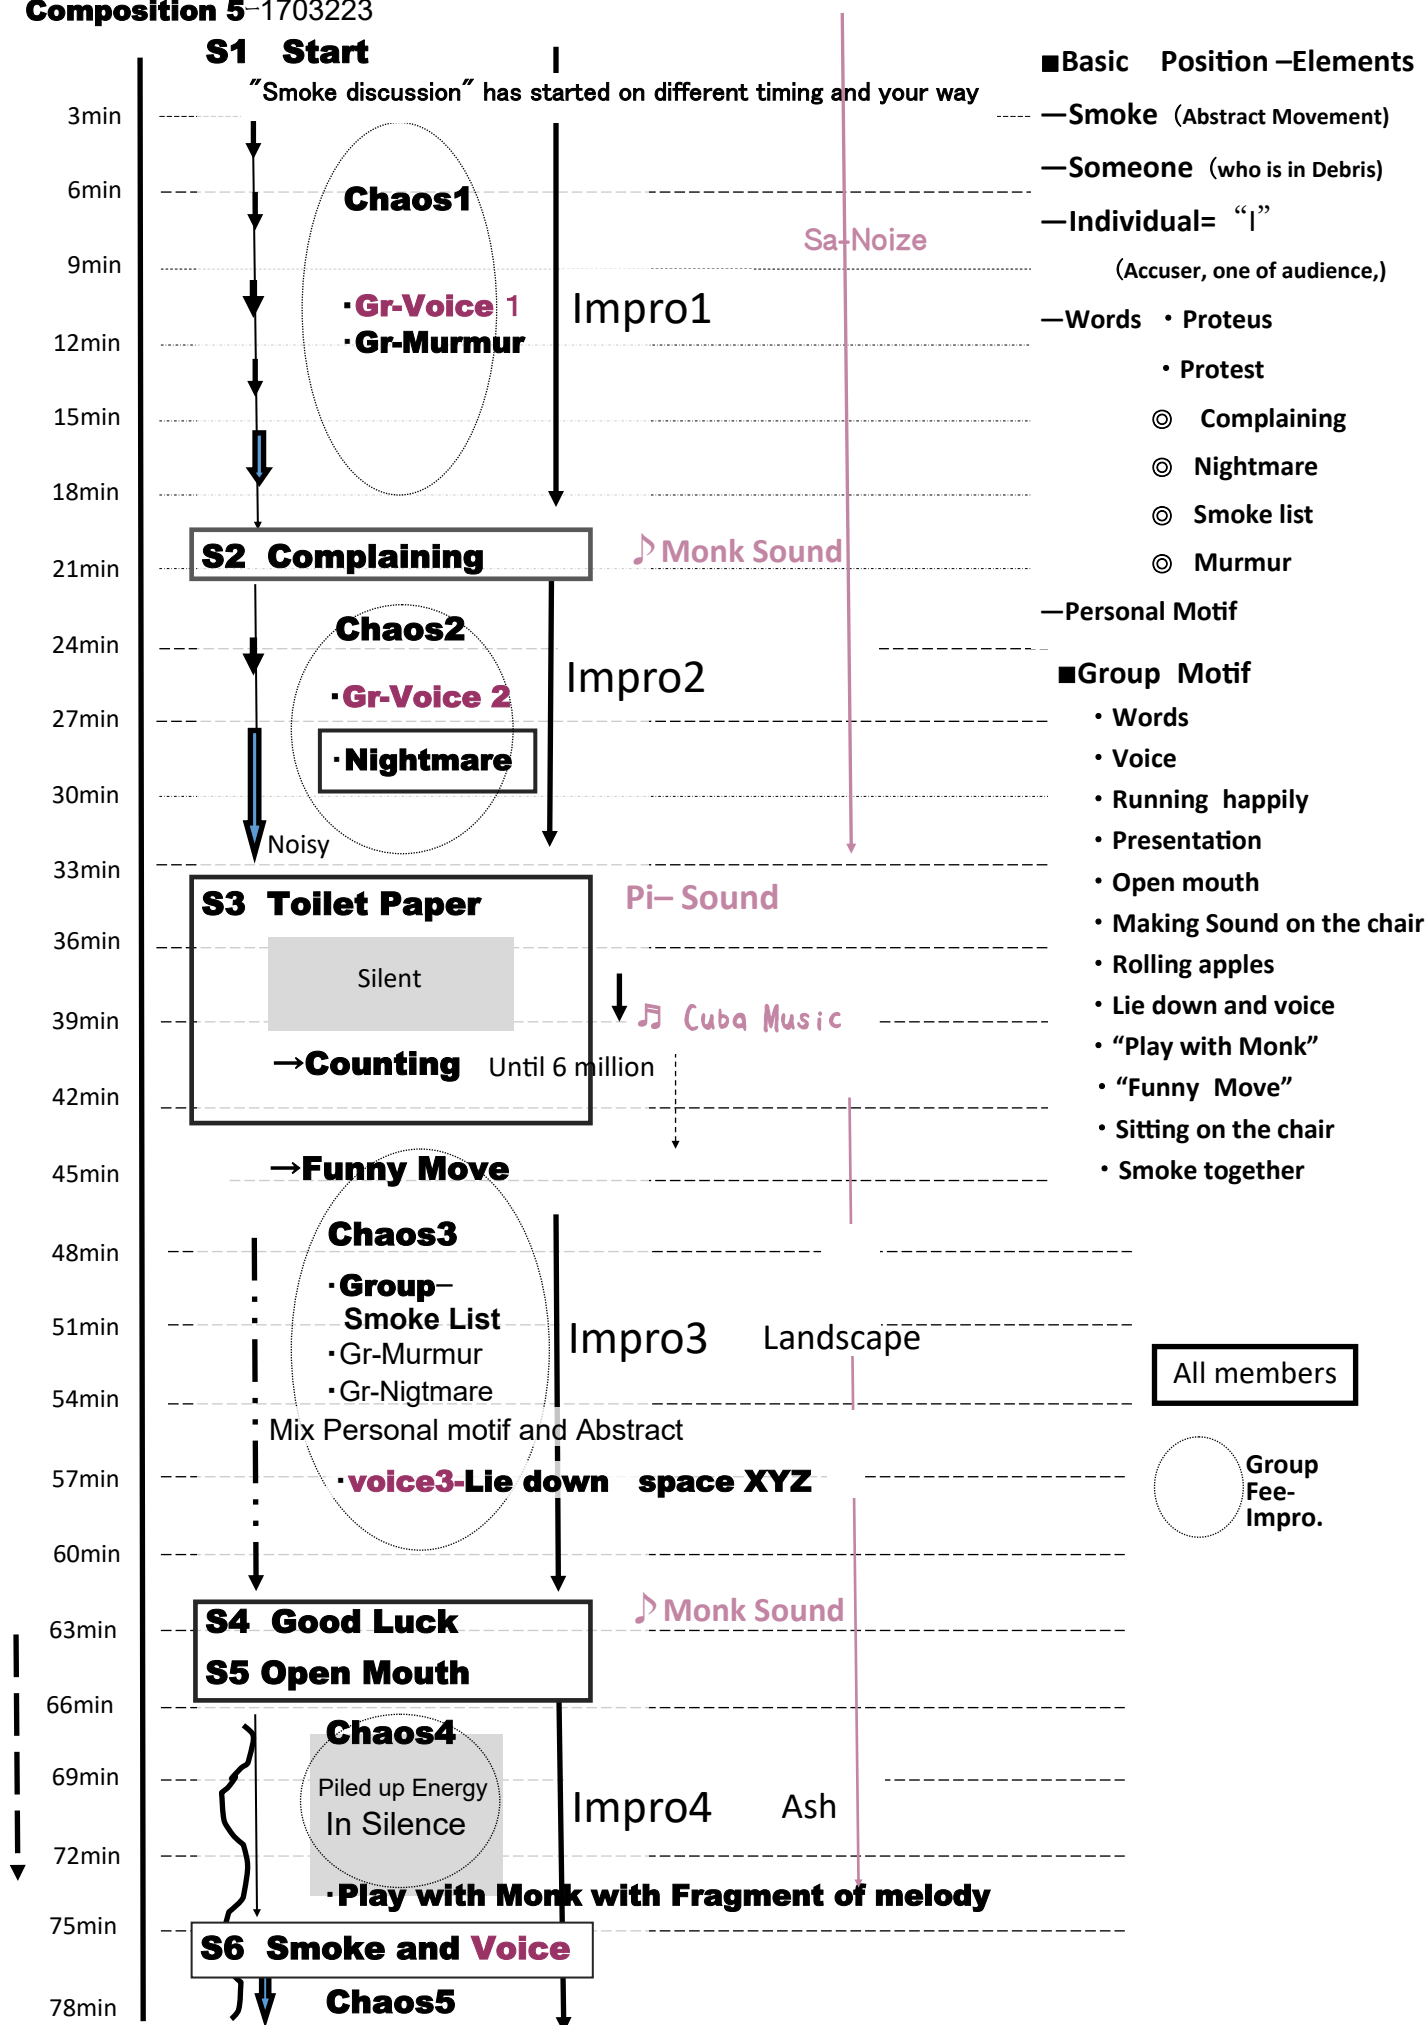 Composition 5-1703223
S1 Start
"Smoke discussion" has started on different timing and your way
3min
6min
Chaos1
Sa-Noize
9min
·Gr-Voice 1
Impro1
·Gr-Murmur
12min
15min
18min
S2 Complaining
♪Monk Sound
21min
Chaos2
24min
Impro2
·Gr-Voice 2
27min
·Nightmare
30min
Noisy
33min
S3 Toilet Paper
Pi– Sound
36min
Silent
39min
♬ Cuba Music
→Counting Until 6 million
42min
→Funny Move
45min
Chaos3
48min
·Group–
Smoke List
51min
Impro3
Landscape
·Gr-Murmur
·Gr-Nigtmare
54min
Mix Personal motif and Abstract
·voice3-Lie down space XYZ
57min
60min
S4 Good Luck
♪Monk Sound
63min
S5 Open Mouth
66min
Chaos4
69min
Piled up Energy
In Silence
Impro4
Ash
72min
·Play with Monk with Fragment of melody
75min
S6 Smoke and Voice
Chaos5
78min
■Basic Position –Elements
—Smoke （Abstract Movement)
—Someone （who is in Debris)
—Individual= “I”
（Accuser, one of audience,)
—Words ・Proteus
・Protest
◎ Complaining
◎ Nightmare
◎ Smoke list
◎ Murmur
—Personal Motif
■Group Motif
・Words
・Voice
・Running happily
・Presentation
・Open mouth
・Making Sound on the chair
・Rolling apples
・Lie down and voice
・“Play with Monk”
・“Funny Move”
・Sitting on the chair
・Smoke together
All members
Group
Fee-
Impro.